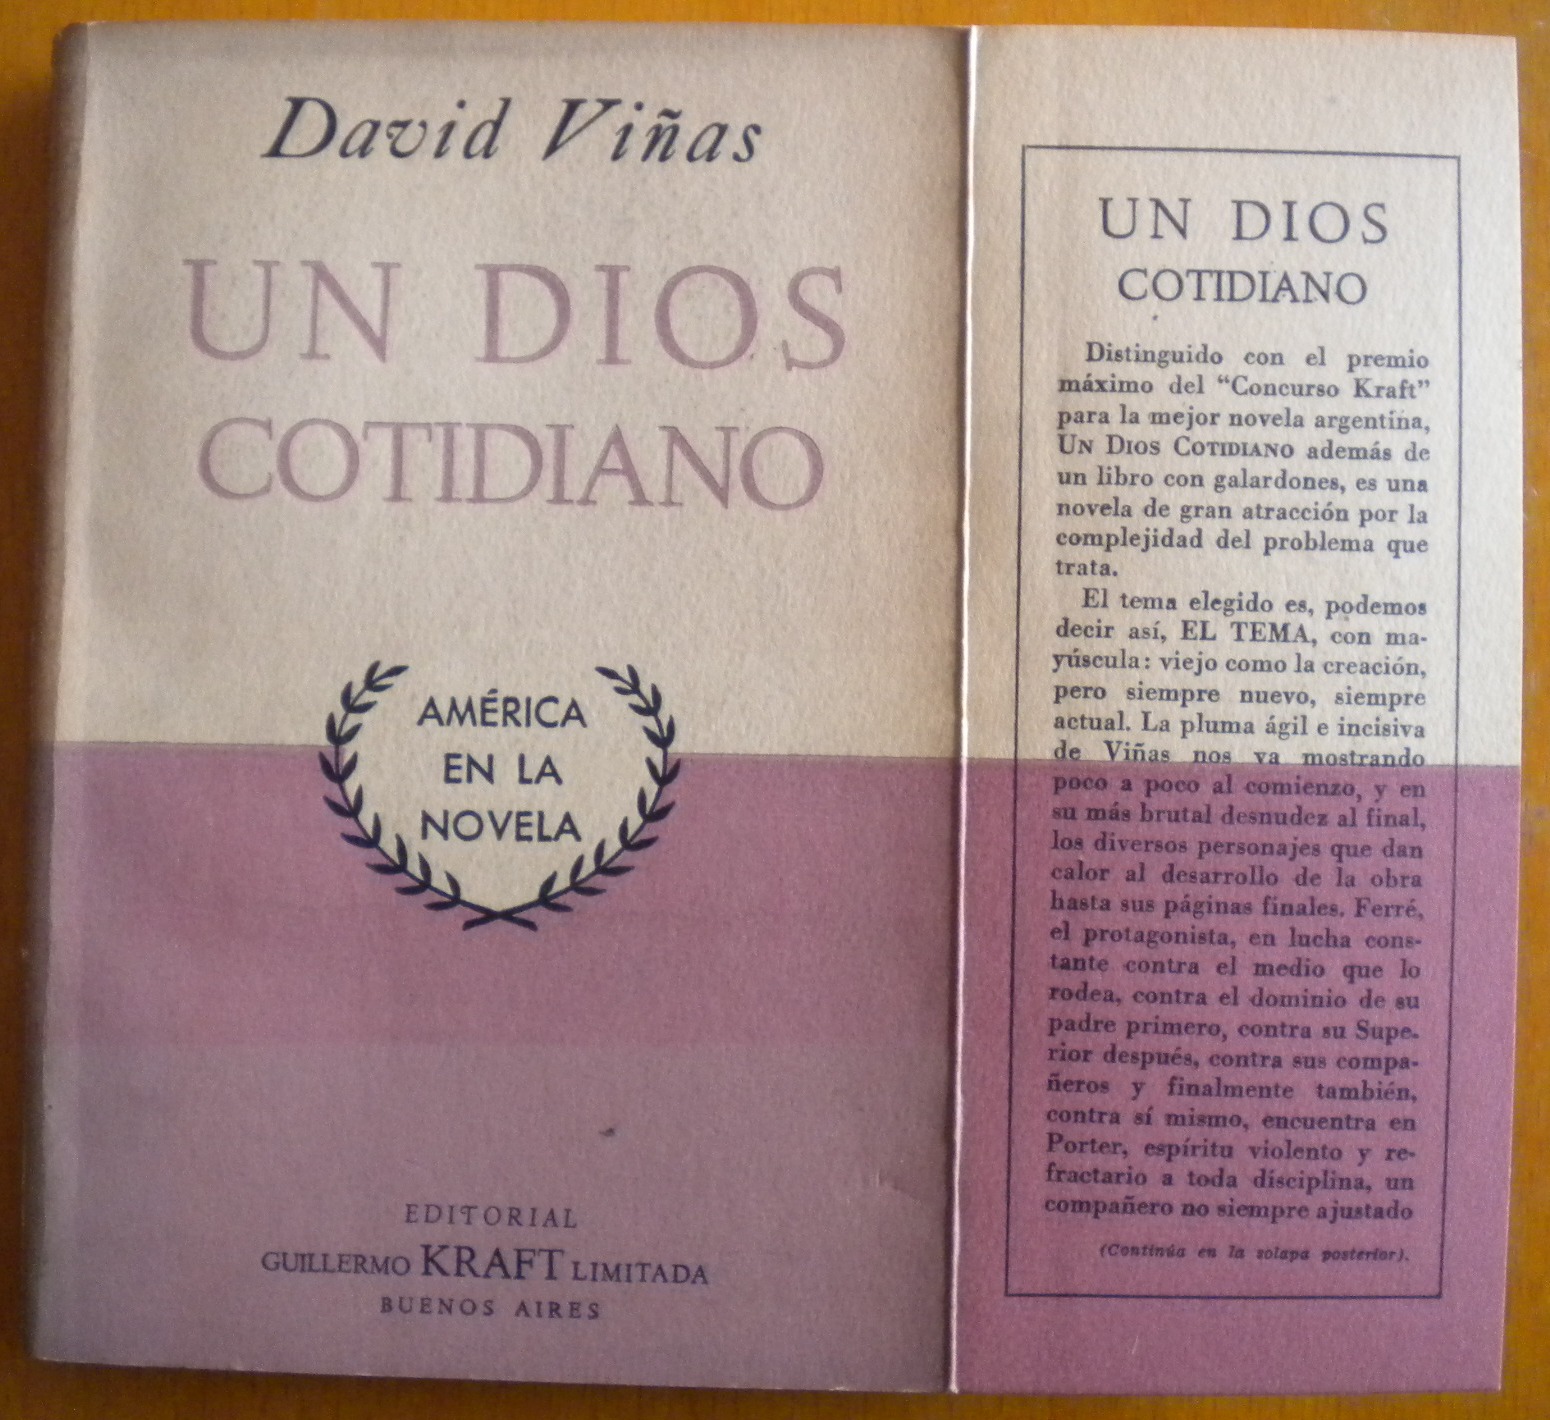 David Viñas
UN DIOS
COTIDIANO
AMÉRICA
EN LA
NOVELA
EDITORIAL
GUILLERMO KRAFT LIMITADA
BUENOS AIRES
UN DIOS
COTIDIANO
Distinguido con el premio
máximo del “Concurso Kraft”
para la mejor novela argentina,
UN DIOS COTIDIANO además de
un libro con galardones, es una
novela de gran atracción por la
complejidad del problema que
trata.
El tema elegido es, podemos
decir así, EL TEMA, con ma-
yúscula: viejo como la creación,
pero siempre nuevo, siempre
actual. La pluma ágil e incisiva
de Viñas nos va mostrando
poco a poco al comienzo, y en
su más brutal desnudez al final,
los diversos personajes que dan
calor al desarrollo de la obra
hasta sus páginas finales. Ferré,
el protagonista, en lucha cons-
tante contra el medio que lo
rodea, contra el dominio de su
padre primero, contra su Supe-
rior después, contra sus compa-
ñeros y finalmente también,
contra sí mismo, encuentra en
Porter, espíritu violento y re-
fractario a toda disciplina, un
compañero no siempre ajustado
(Continúa en la solapa posterior).